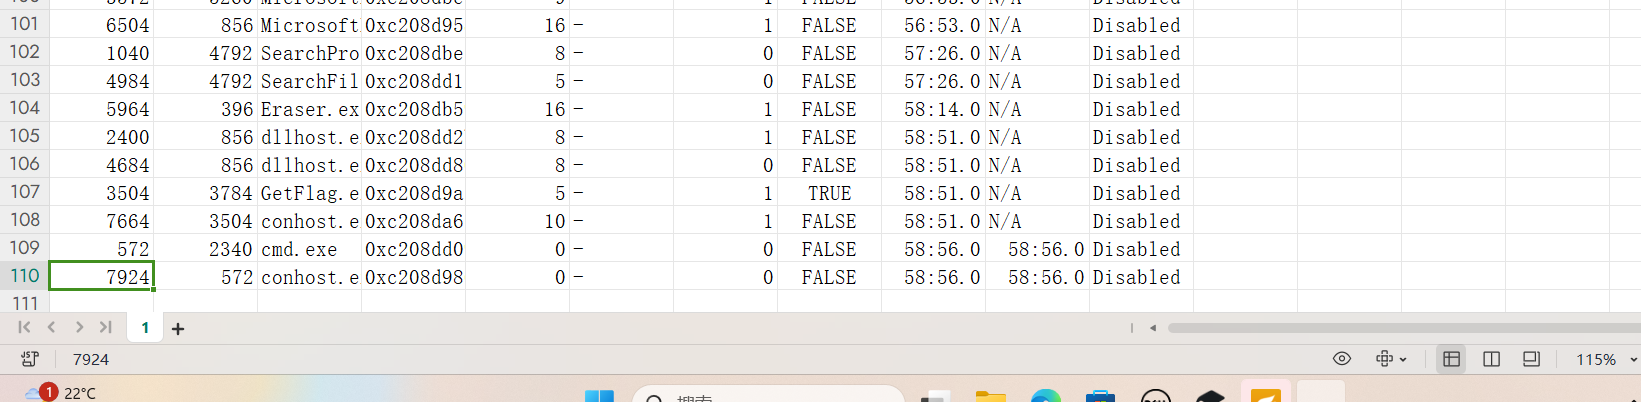 101 6504 856 Microsoft 0xc208d95 16 - 1 FALSE 56:53.0 N/A Disabled
102 1040 4792 SearchPro 0xc208dbe 8 - 0 FALSE 57:26.0 N/A Disabled
103 4984 4792 SearchFil 0xc208dd1 5 - 0 FALSE 57:26.0 N/A Disabled
104 5964 396 Eraser.ex 0xc208db5 16 - 1 FALSE 58:14.0 N/A Disabled
105 2400 856 dllhost.e 0xc208dd2 8 - 1 FALSE 58:51.0 N/A Disabled
106 4684 856 dllhost.e 0xc208dd8 8 - 0 FALSE 58:51.0 N/A Disabled
107 3504 3784 GetFlag.e 0xc208d9a 5 - 1 TRUE 58:51.0 N/A Disabled
108 7664 3504 conhost.e 0xc208da6 10 - 1 FALSE 58:51.0 N/A Disabled
109 572 2340 cmd.exe 0xc208dd0 0 - 0 FALSE 58:56.0 58:56.0 Disabled
110 7924 572 conhost.e 0xc208d98 0 - 0 FALSE 58:56.0 58:56.0 Disabled
111
1
7924 115%
1 22°C